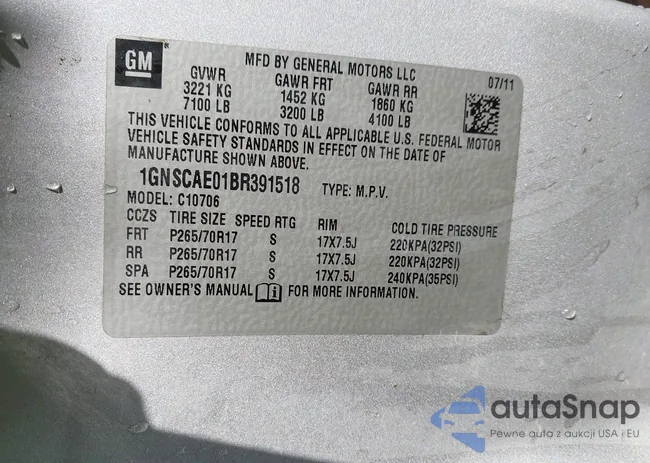 GM
MFD BY GENERAL MOTORS LLC
07/11
GVWR GAWR FRT GAWR RR
3221 KG 1452 KG 1860 KG
7100 LB 3200 LB 4100 LB
THIS VEHICLE CONFORMS TO ALL APPLICABLE U.S. FEDERAL MOTOR
VEHICLE SAFETY STANDARDS IN EFFECT ON THE DATE OF
MANUFACTURE SHOWN ABOVE.
1GNSCAE01BR391518 TYPE: M.P.V.
MODEL: C10706
CCZS TIRE SIZE SPEED RTG RIM COLD TIRE PRESSURE
FRT P265/70R17 S 17X7.5J 220KPA(32PSI)
RR P265/70R17 S 17X7.5J 220KPA(32PSI)
SPA P265/70R17 S 17X7.5J 240KPA(35PSI)
SEE OWNER'S MANUAL i FOR MORE INFORMATION.
autaSnap
Pewne auta z aukcji USA i EU